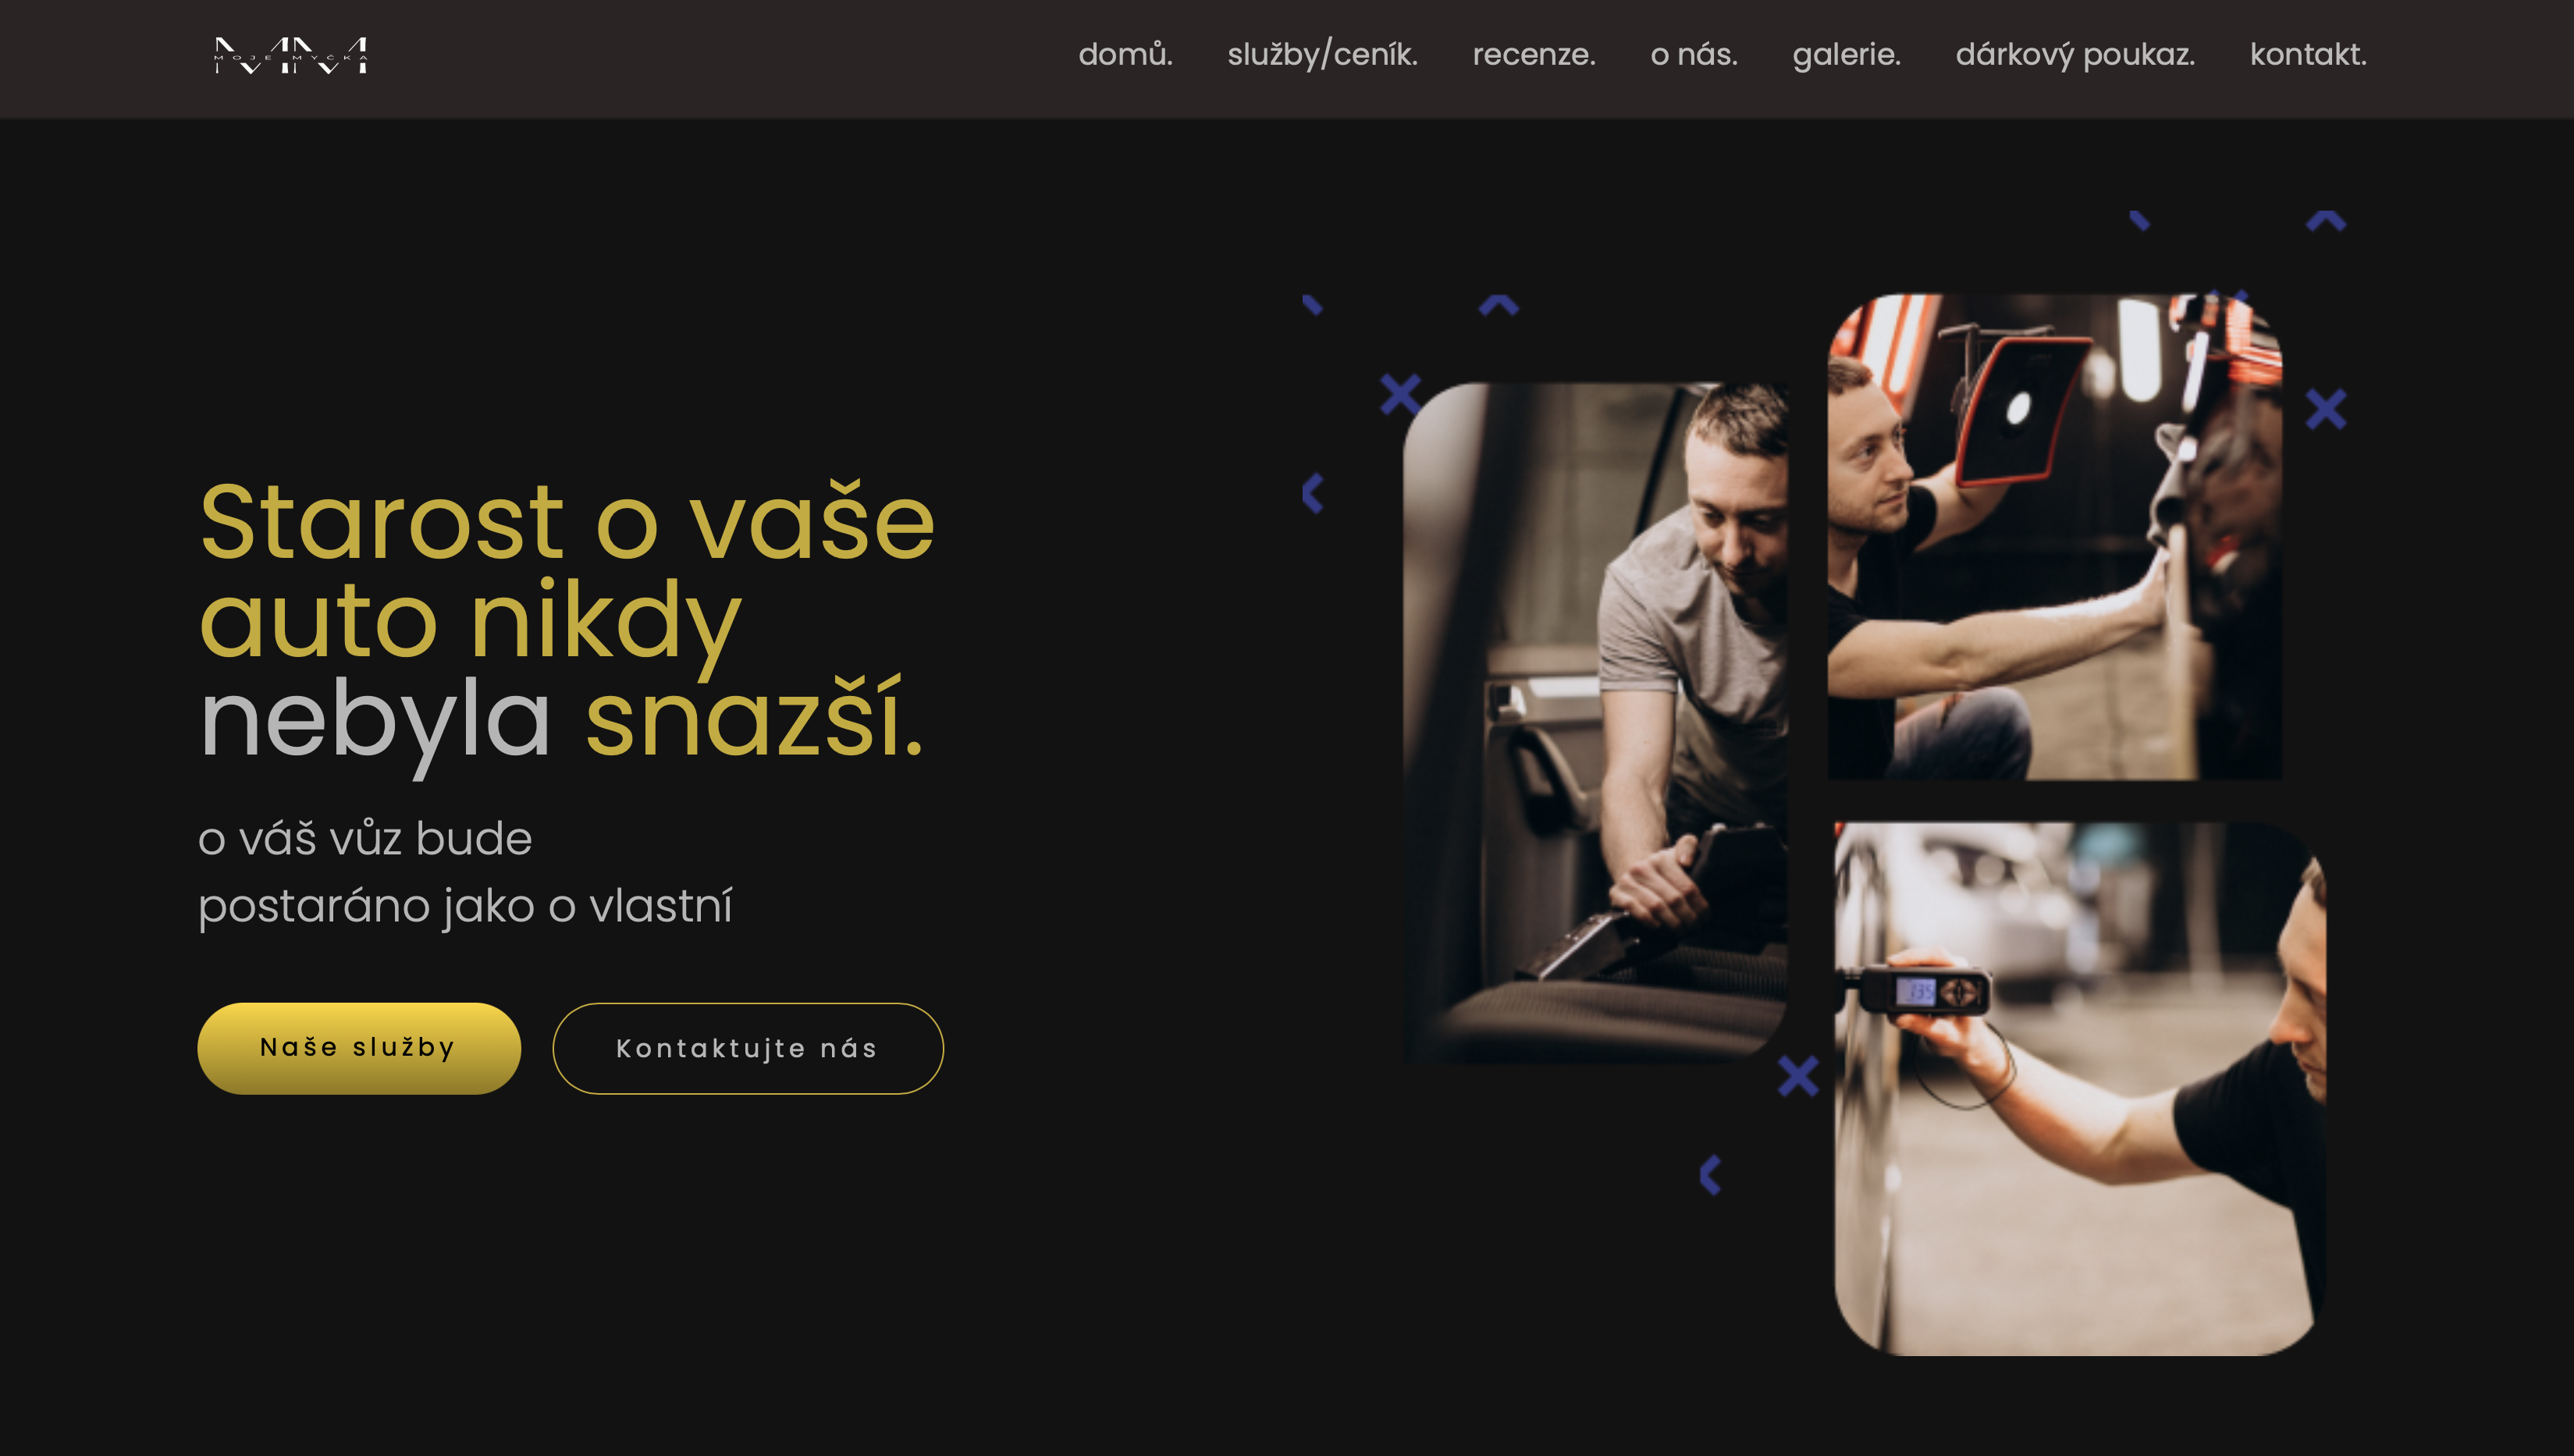 MOJE MYČKA
domů. služby/ceník. recenze. o nás. galerie. dárkový poukaz. kontakt.
Starost o vaše
auto nikdy
nebyla snazší.
o váš vůz bude
postaráno jako o vlastní
Naše služby
Kontaktujte nás
135